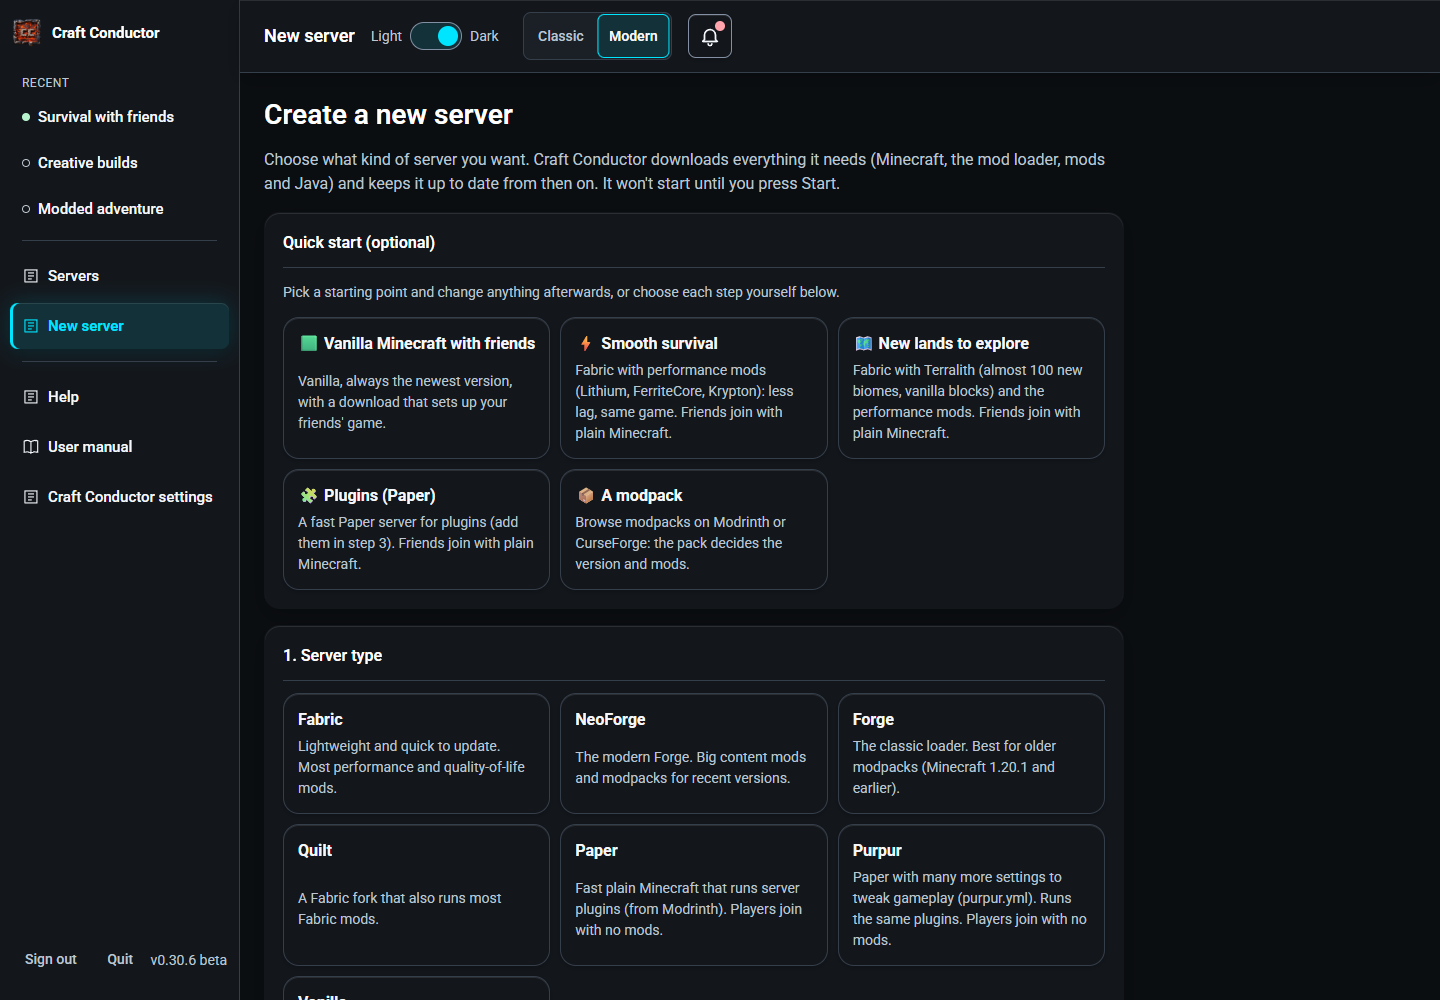 Craft Conductor
RECENT
Survival with friends
Creative builds
Modded adventure
Servers
New server
Help
User manual
Craft Conductor settings
Sign out
Quit
v0.30.6 beta
New server
Light
Dark
Classic
Modern
Create a new server
Choose what kind of server you want. Craft Conductor downloads everything it needs (Minecraft, the mod loader, mods
and Java) and keeps it up to date from then on. It won't start until you press Start.
Quick start (optional)
Pick a starting point and change anything afterwards, or choose each step yourself below.
Vanilla Minecraft with friends
Vanilla, always the newest version,
with a download that sets up your
friends' game.
Smooth survival
Fabric with performance mods
(Lithium, FerriteCore, Krypton): less
lag, same game. Friends join with
plain Minecraft.
New lands to explore
Fabric with Terralith (almost 100 new
biomes, vanilla blocks) and the
performance mods. Friends join with
plain Minecraft.
Plugins (Paper)
A fast Paper server for plugins (add
them in step 3). Friends join with plain
Minecraft.
A modpack
Browse modpacks on Modrinth or
CurseForge: the pack decides the
version and mods.
1. Server type
Fabric
Lightweight and quick to update.
Most performance and quality-of-life
mods.
NeoForge
The modern Forge. Big content mods
and modpacks for recent versions.
Forge
The classic loader. Best for older
modpacks (Minecraft 1.20.1 and
earlier).
Quilt
A Fabric fork that also runs most
Fabric mods.
Paper
Fast plain Minecraft that runs server
plugins (from Modrinth). Players join
with no mods.
Purpur
Paper with many more settings to
tweak gameplay (purpur.yml). Runs
the same plugins. Players join with no
mods.
Vanilla